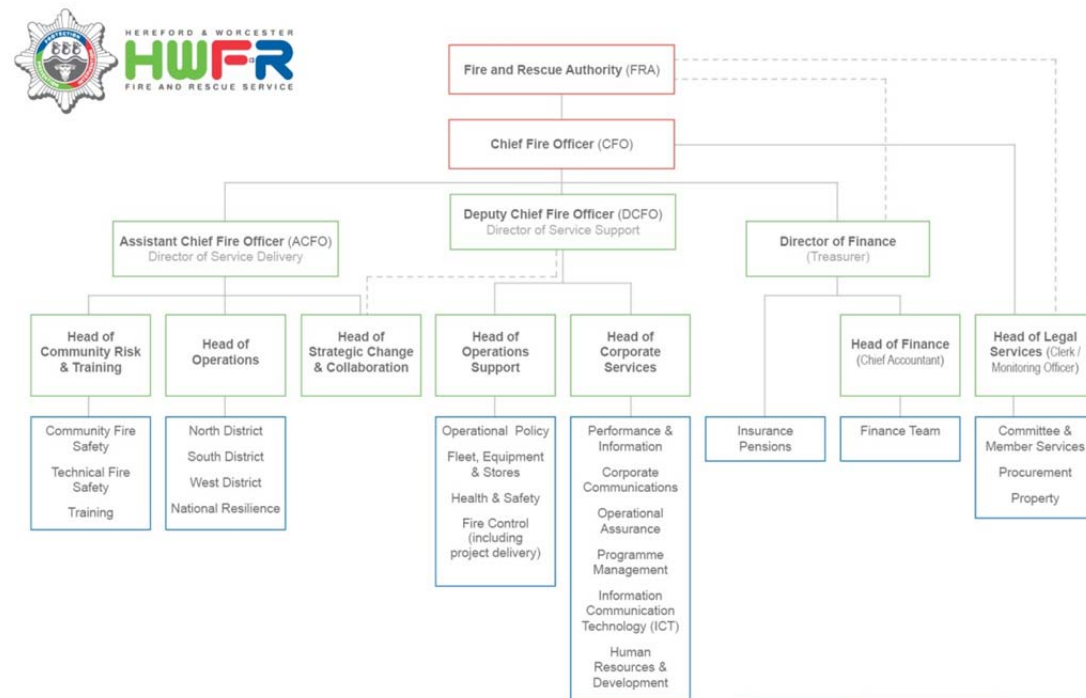 HEREFORD & WORCESTER
HWFR
FIRE AND RESCUE SERVICE
Fire and Rescue Authority (FRA)
Chief Fire Officer (CFO)
Assistant Chief Fire Officer (ACFO)
Director of Service Delivery
Deputy Chief Fire Officer (DCFO)
Director of Service Support
Director of Finance
(Treasurer)
Head of
Community Risk
& Training
Head of
Operations
Head of
Strategic Change
& Collaboration
Head of
Operations
Support
Head of
Corporate
Services
Head of Finance
(Chief Accountant)
Head of Legal
Services (Clerk /
Monitoring Officer)
Community Fire
Safety
Technical Fire
Safety
Training
North District
South District
West District
National Resilience
Operational Policy
Fleet, Equipment
& Stores
Health & Safety
Fire Control
(including
project delivery)
Performance &
Information
Corporate
Communications
Operational
Assurance
Programme
Management
Information
Communication
Technology (ICT)
Human
Resources &
Development
Insurance
Pensions
Finance Team
Committee &
Member Services
Procurement
Property